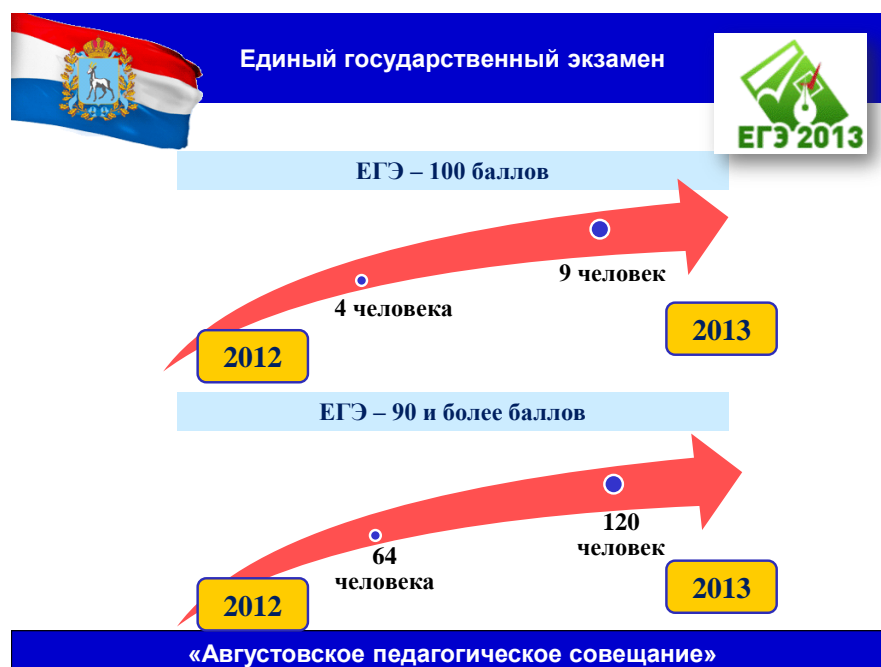 Единый государственный экзамен
ЕГЭ 2013
ЕГЭ – 100 баллов
9 человек
4 человека
2013
2012
ЕГЭ – 90 и более баллов
120
человек
64
человека
2013
2012
«Августовское педагогическое совещание»